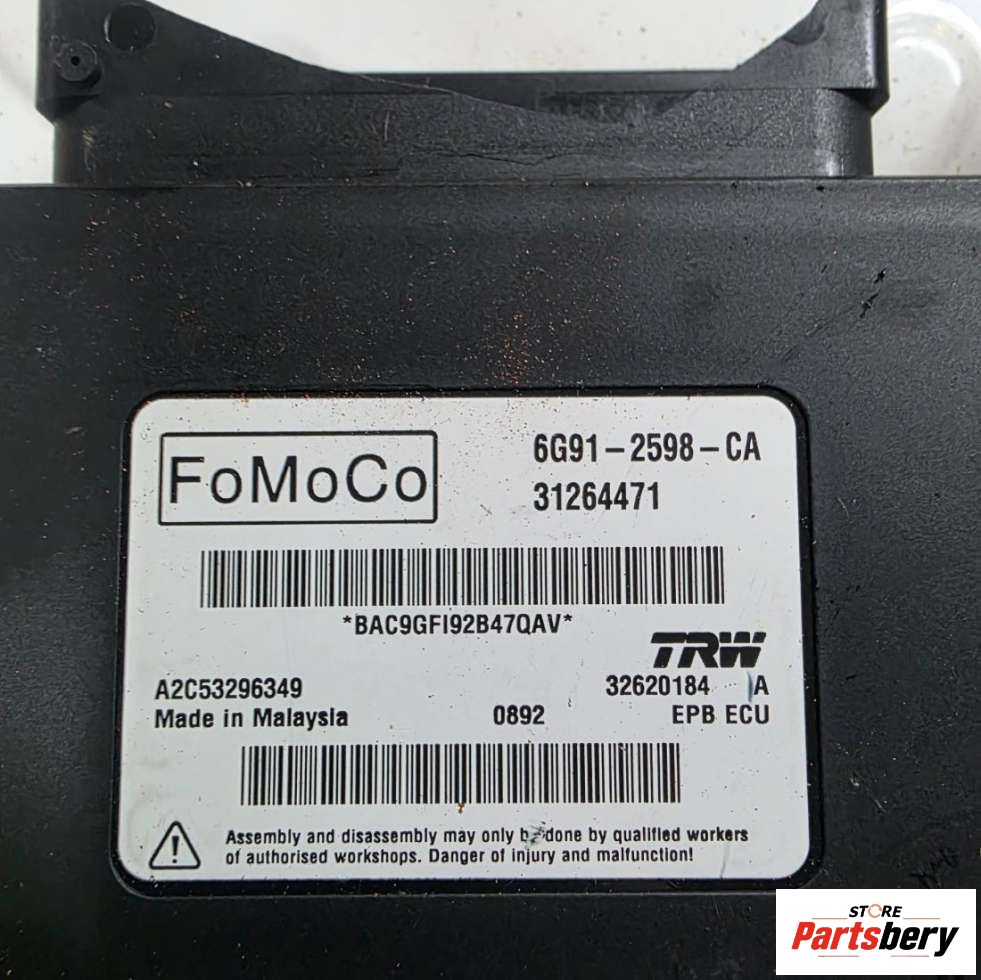 FoMoCo
6G91-2598-CA
31264471
*BAC9GFI92B47QAV*
TRW
A2C53296349
32620184 A
Made in Malaysia
0892
EPB ECU
Assembly and disassembly may only be done by qualified workers
of authorised workshops. Danger of injury and malfunction!
STORE
Partsbery